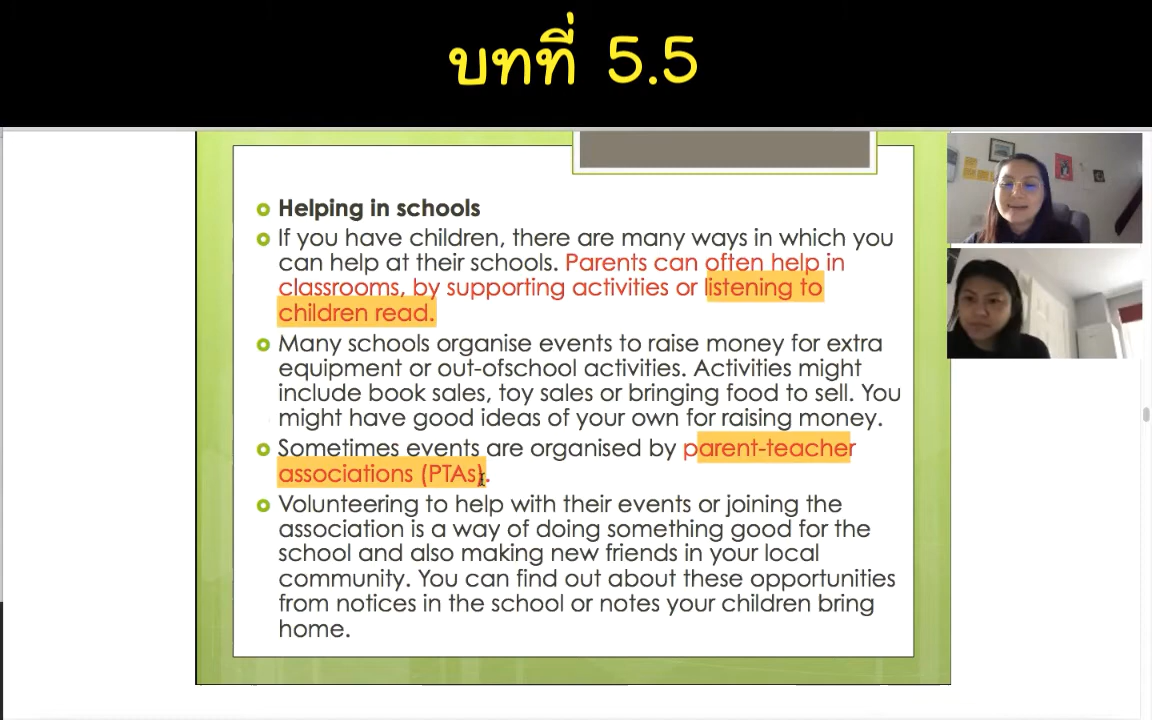 บทที่ 5.5
Helping in schools
If you have children, there are many ways in which you
can help at their schools. Parents can often help in
classrooms, by supporting activities or listening to
children read.
Many schools organise events to raise money for extra
equipment or out-ofschool activities. Activities might
include book sales, toy sales or bringing food to sell. You
might have good ideas of your own for raising money.
Sometimes events are organised by parent-teacher
associations (PTAs).
Volunteering to help with their events or joining the
association is a way of doing something good for the
school and also making new friends in your local
community. You can find out about these opportunities
from notices in the school or notes your children bring
home.